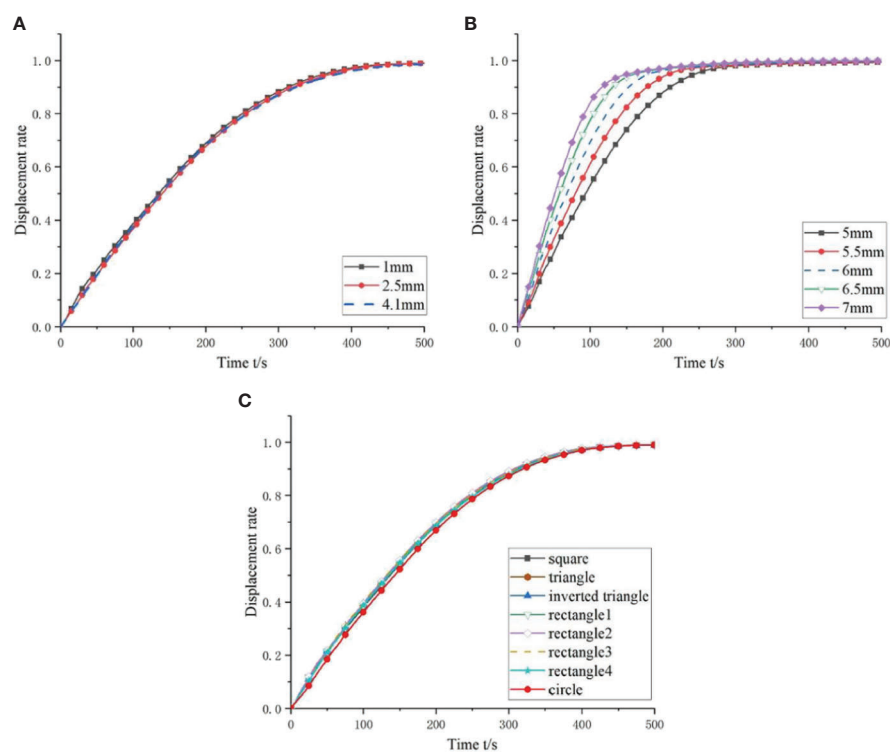 A
Displacement rate
1.0
0.8
0.6
0.4
0.2
0.0
0
100
200
300
400
500
Time t/s
1mm
2.5mm
4.1mm
B
Displacement rate
1.0
0.8
0.6
0.4
0.2
0.0
0
100
200
300
400
500
Time t/s
5mm
5.5mm
6mm
6.5mm
7mm
C
Displacement rate
1.0
0.8
0.6
0.4
0.2
0.0
0
100
200
300
400
500
Time t/s
square
triangle
inverted triangle
rectangle1
rectangle2
rectangle3
rectangle4
circle